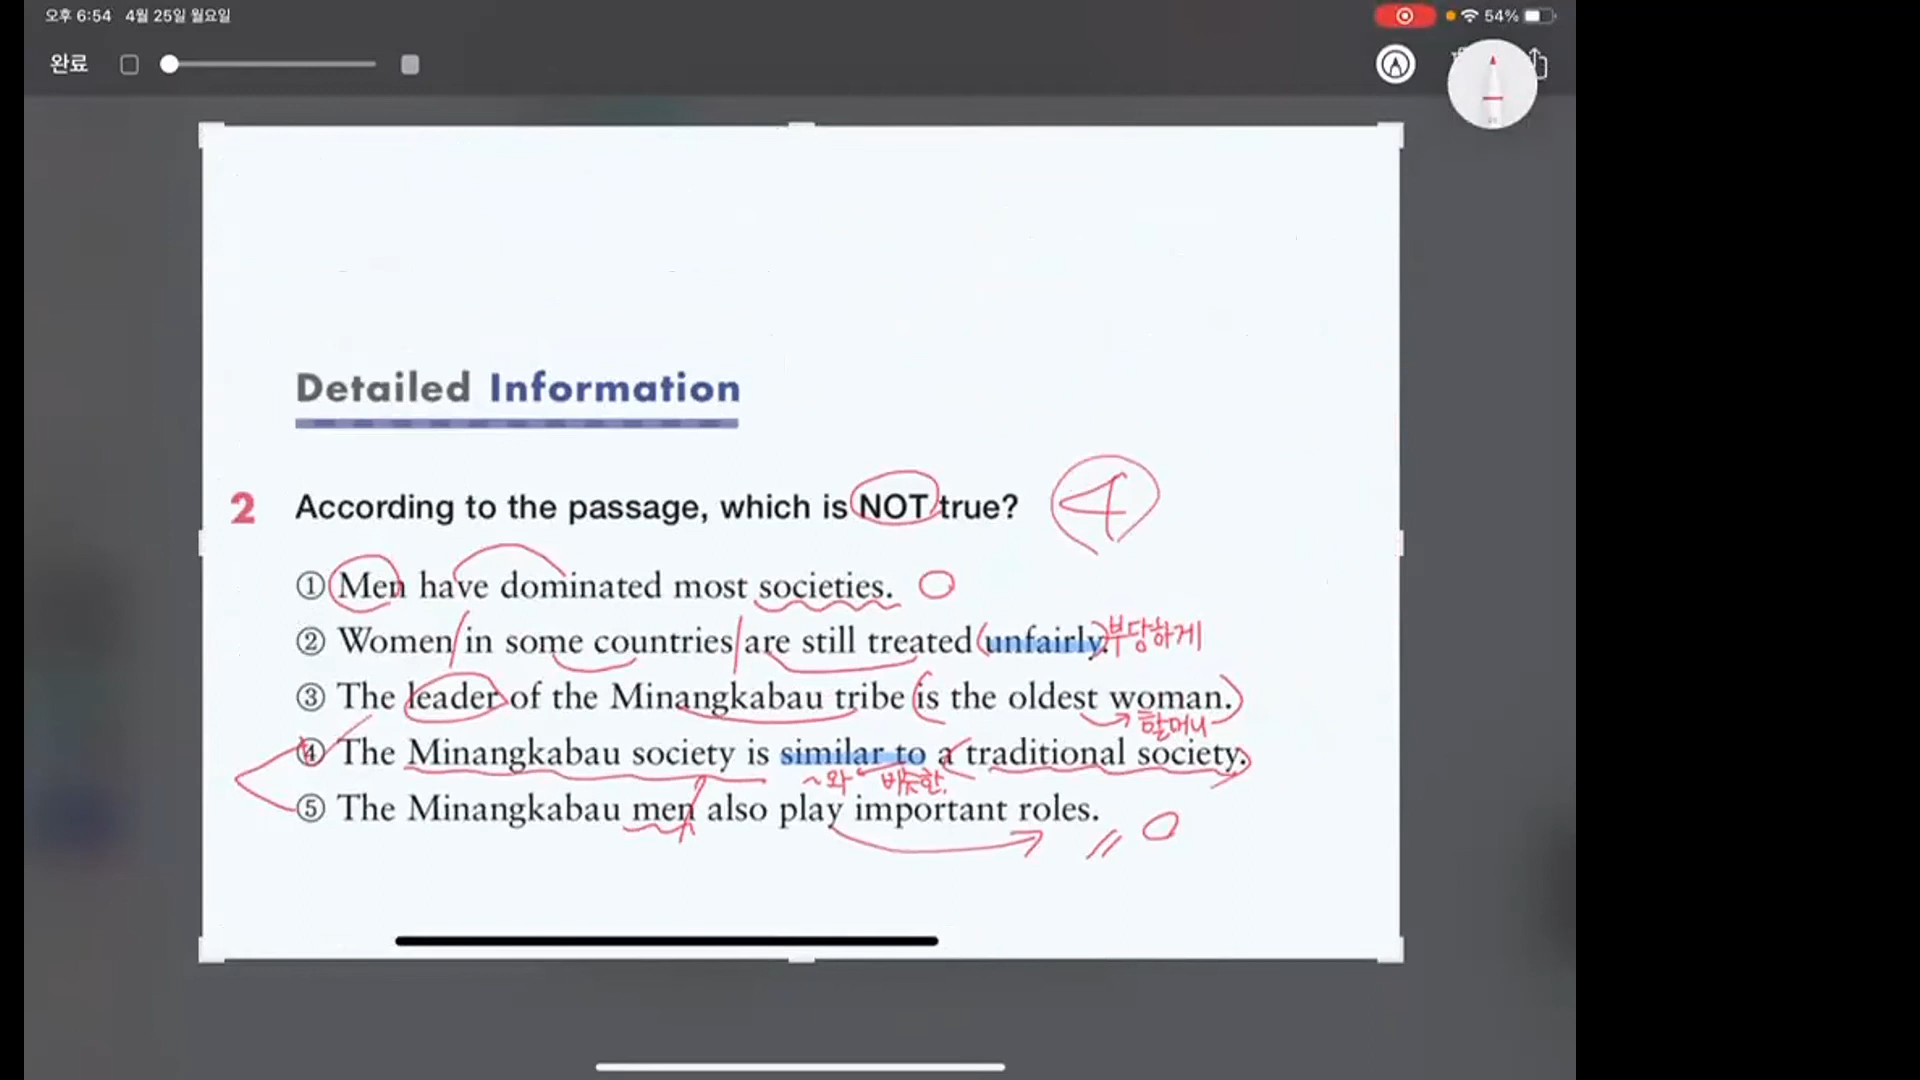 오후 6:54 4월 25일 월요일
54%
완료
Detailed Information
2 According to the passage, which is NOT true? 4
① Men have dominated most societies.
② Women in some countries are still treated unfairly. 부당하게
③ The leader of the Minangkabau tribe is the oldest woman.
할머니
④ The Minangkabau society is similar to a traditional society.
~와 비슷한.
⑤ The Minangkabau men also play important roles.